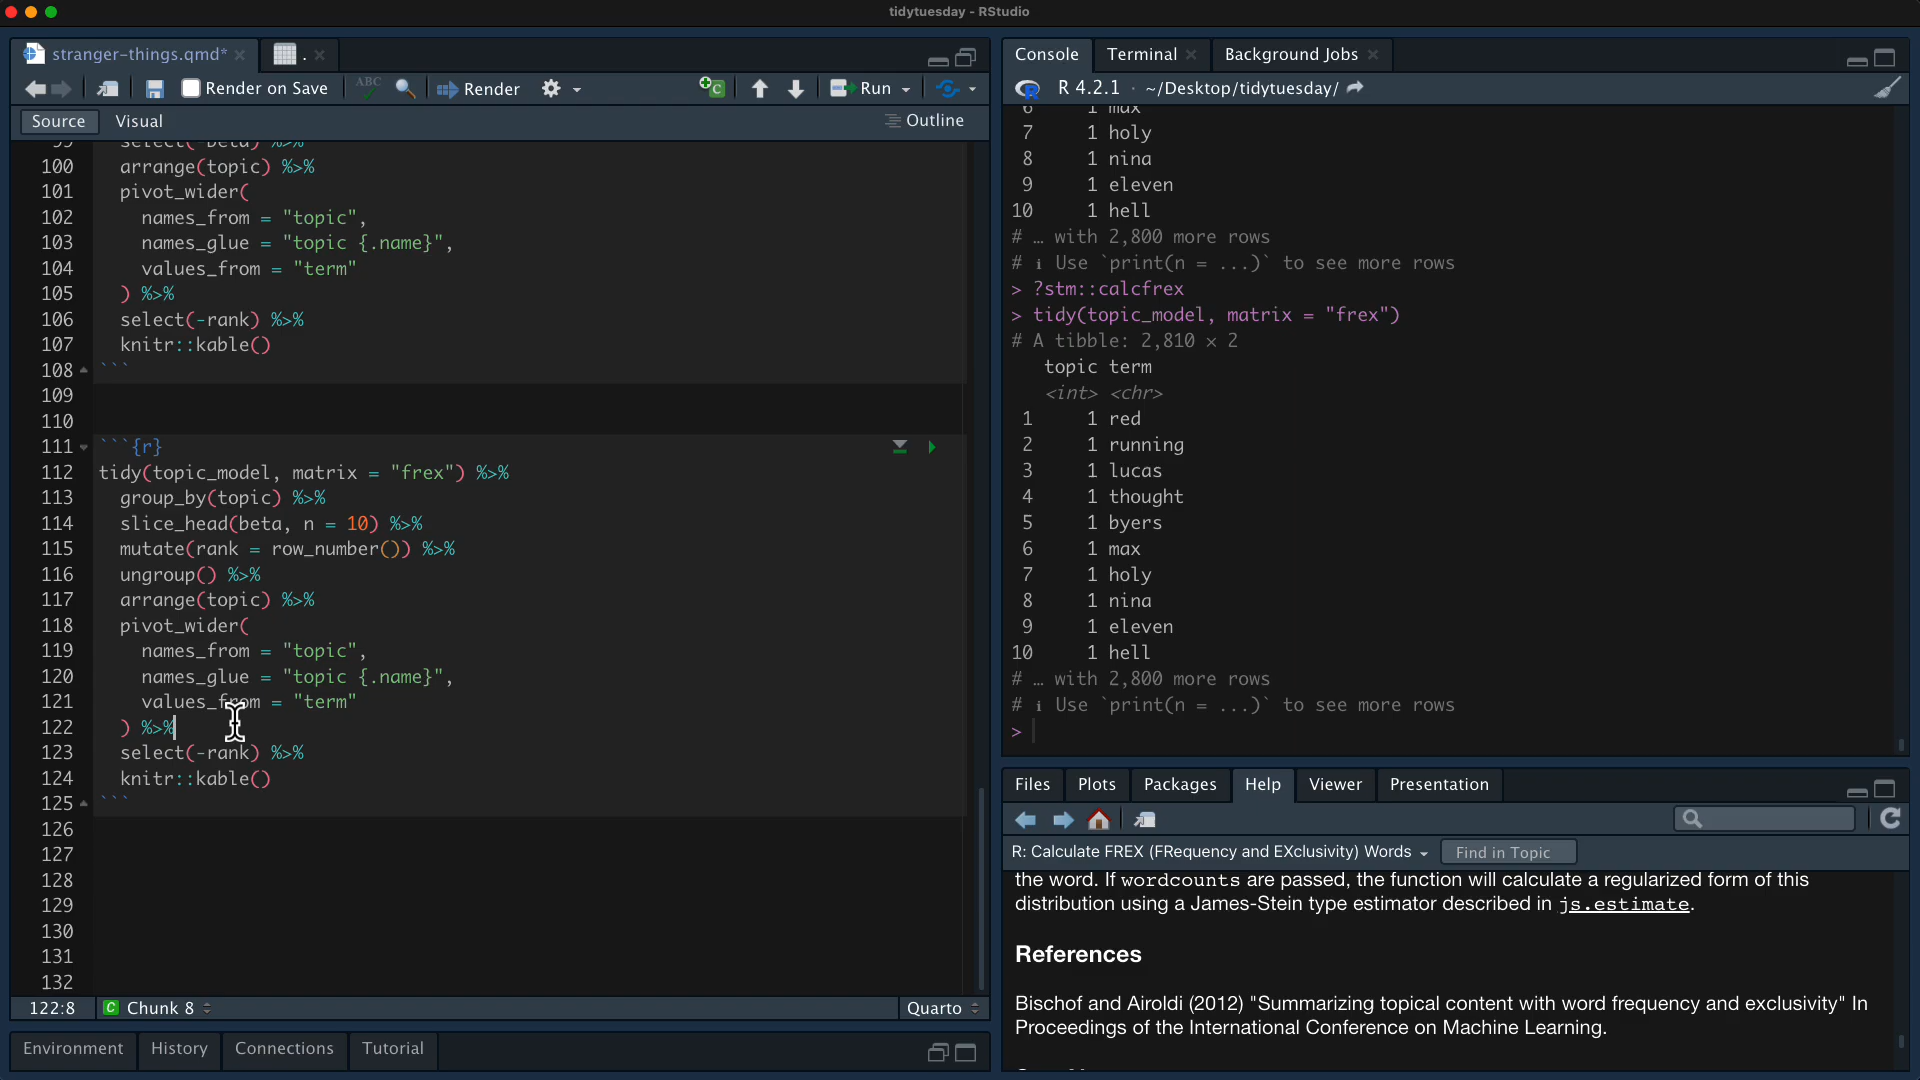 tidytuesday - RStudio
stranger-things.qmd*
.
Render on Save
ABC
Render
Run
Source
Visual
Outline
99 select(-beta) %>%
100 arrange(topic) %>%
101 pivot_wider(
102 names_from = "topic",
103 names_glue = "topic {.name}",
104 values_from = "term"
105 ) %>%
106 select(-rank) %>%
107 knitr::kable()
108 ```
109
110
111 ```{r}
112 tidy(topic_model, matrix = "frex") %>%
113 group_by(topic) %>%
114 slice_head(beta, n = 10) %>%
115 mutate(rank = row_number()) %>%
116 ungroup() %>%
117 arrange(topic) %>%
118 pivot_wider(
119 names_from = "topic",
120 names_glue = "topic {.name}",
121 values_from = "term"
122 ) %>%
123 select(-rank) %>%
124 knitr::kable()
125 ```
126
127
128
129
130
131
132
122:8
C Chunk 8
Quarto
Environment
History
Connections
Tutorial
Console
Terminal
Background Jobs
R 4.2.1 · ~/Desktop/tidytuesday/
6 1 max
7 1 holy
8 1 nina
9 1 eleven
10 1 hell
# … with 2,800 more rows
# ℹ Use `print(n = ...)` to see more rows
> ?stm::calcfrex
> tidy(topic_model, matrix = "frex")
# A tibble: 2,810 × 2
topic term
<int> <chr>
1 1 red
2 1 running
3 1 lucas
4 1 thought
5 1 byers
6 1 max
7 1 holy
8 1 nina
9 1 eleven
10 1 hell
# … with 2,800 more rows
# ℹ Use `print(n = ...)` to see more rows
>
Files
Plots
Packages
Help
Viewer
Presentation
R: Calculate FREX (FRequency and EXclusivity) Words
Find in Topic
the word. If wordcounts are passed, the function will calculate a regularized form of this
distribution using a James-Stein type estimator described in js.estimate.
References
Bischof and Airoldi (2012) "Summarizing topical content with word frequency and exclusivity" In
Proceedings of the International Conference on Machine Learning.